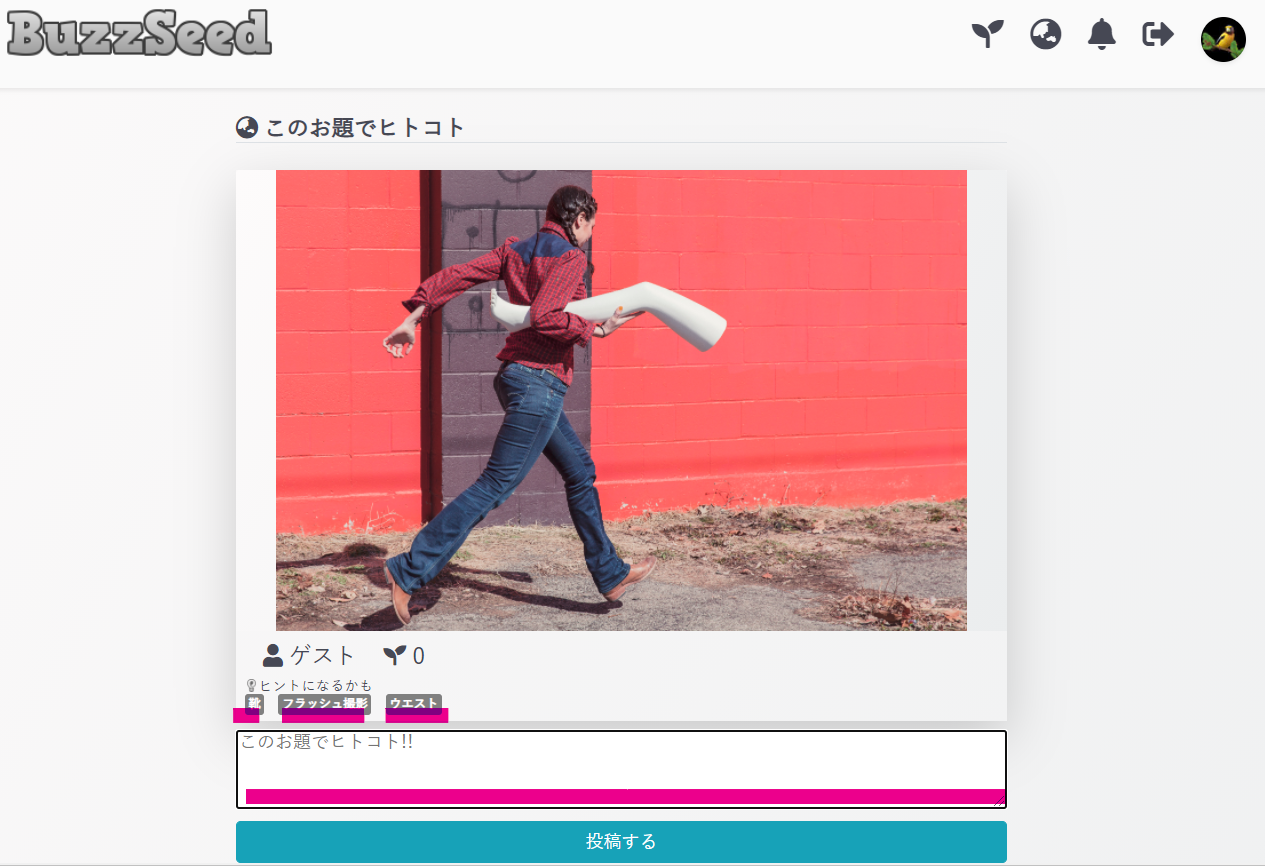 BuzzSeed
このお題でヒトコト
ゲスト 0
ヒントになるかも
靴 フラッシュ撮影 ウエスト
このお題でヒトコト!!
投稿する